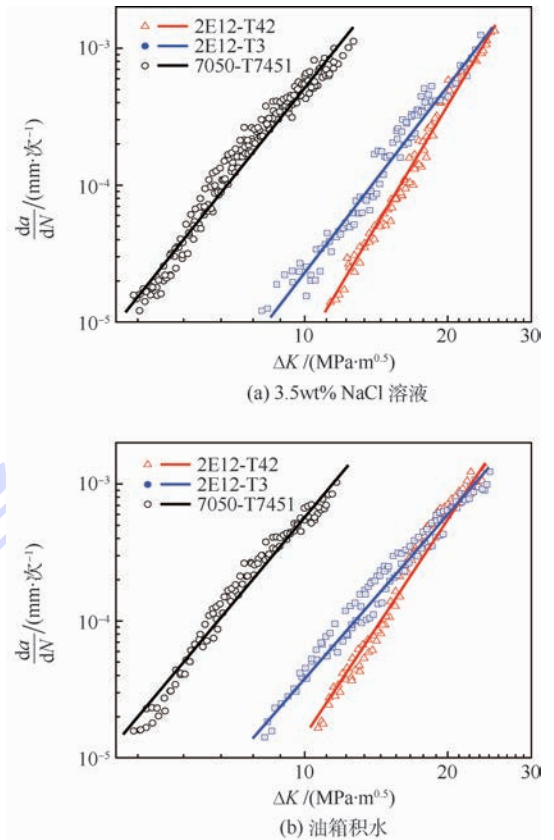 2E12-T42
2E12-T3
7050-T7451
10⁻³
10⁻⁴
10⁻⁵
da/dN/(mm·次⁻¹)
10 20 30
ΔK /(MPa·m⁰·⁵)
(a) 3.5wt% NaCl 溶液
2E12-T42
2E12-T3
7050-T7451
10⁻³
10⁻⁴
10⁻⁵
da/dN/(mm·次⁻¹)
10 20 30
ΔK /(MPa·m⁰·⁵)
(b) 油箱积水